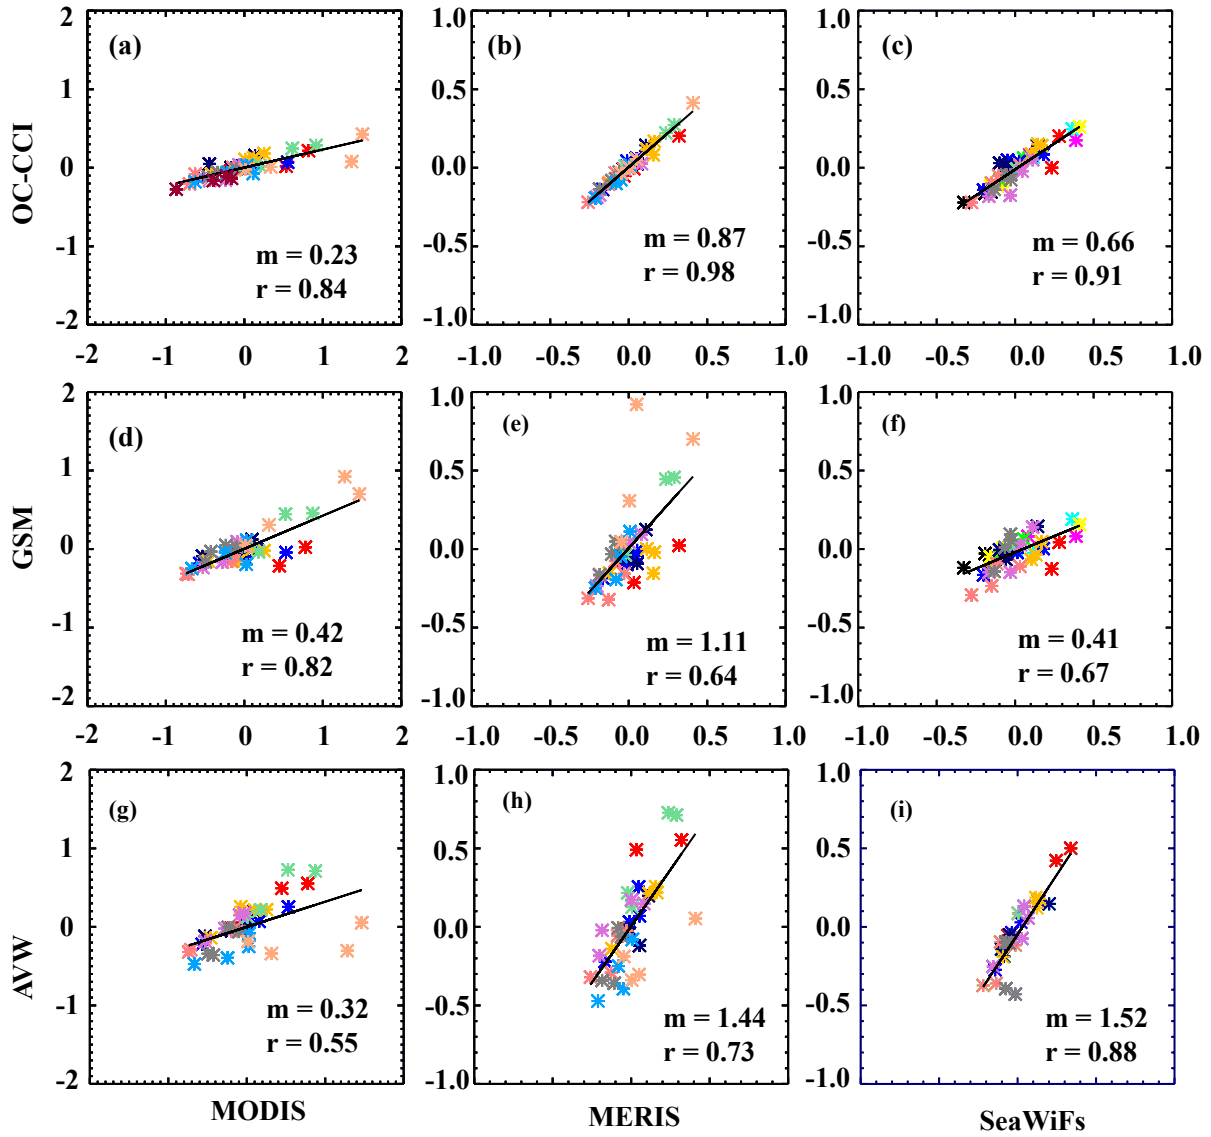 (a) (b) (c)
2 1.0 1.0
1 0.5 0.5
0 0.0 0.0
-1 -0.5 -0.5
-2 -1.0 -1.0
OC-CCI
m = 0.23 m = 0.87 m = 0.66
r = 0.84 r = 0.98 r = 0.91
-2 -1 0 1 2 -1.0 -0.5 0.0 0.5 1.0 -1.0 -0.5 0.0 0.5 1.0
(d) (e) (f)
2 1.0 1.0
1 0.5 0.5
0 0.0 0.0
-1 -0.5 -0.5
-2 -1.0 -1.0
GSM
m = 0.42 m = 1.11 m = 0.41
r = 0.82 r = 0.64 r = 0.67
-2 -1 0 1 2 -1.0 -0.5 0.0 0.5 1.0 -1.0 -0.5 0.0 0.5 1.0
(g) (h) (i)
2 1.0 1.0
1 0.5 0.5
0 0.0 0.0
-1 -0.5 -0.5
-2 -1.0 -1.0
AVW
m = 0.32 m = 1.44 m = 1.52
r = 0.55 r = 0.73 r = 0.88
MODIS MERIS SeaWiFs